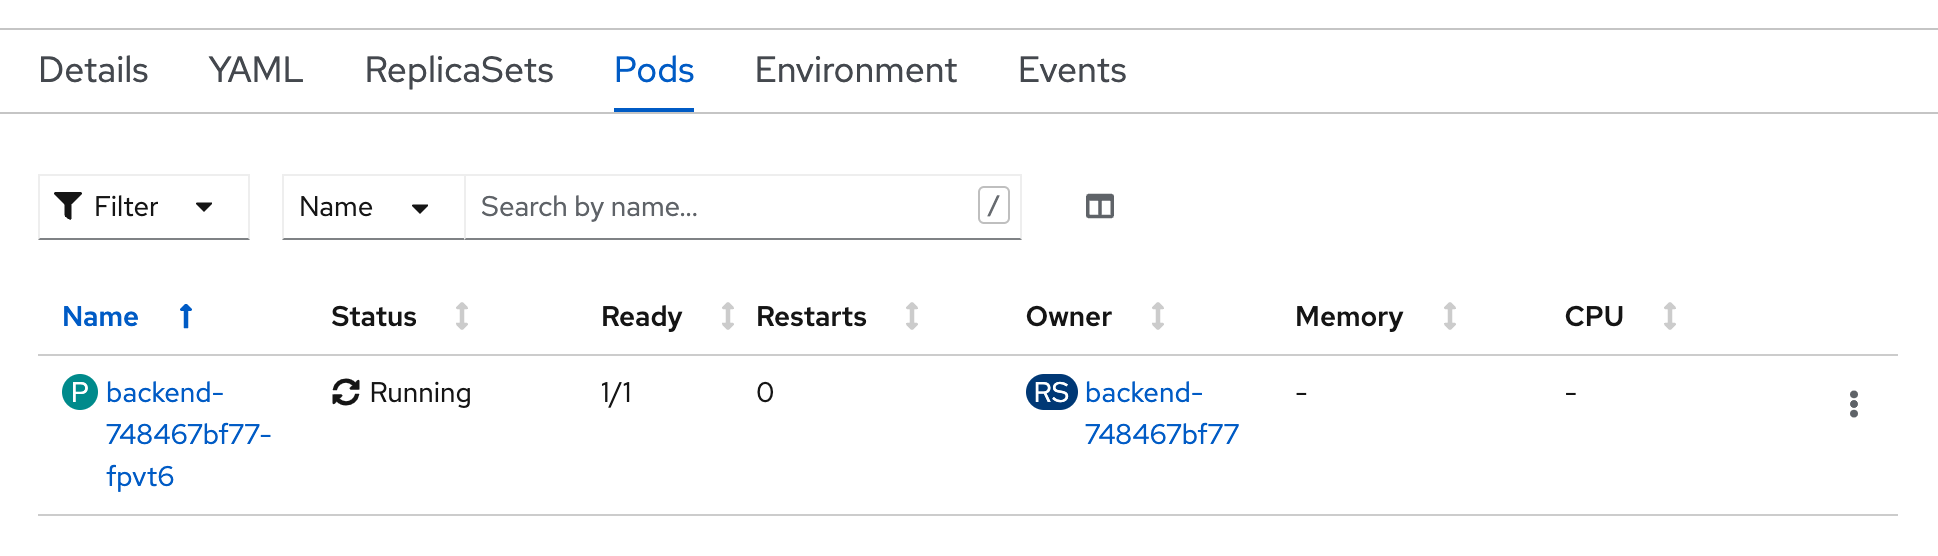 Details YAML ReplicaSets Pods Environment Events
Filter Name Search by name... /
Name Status Ready Restarts Owner Memory CPU
P backend- Running 1/1 0 RS backend- - -
748467bf77- 748467bf77
fpvt6